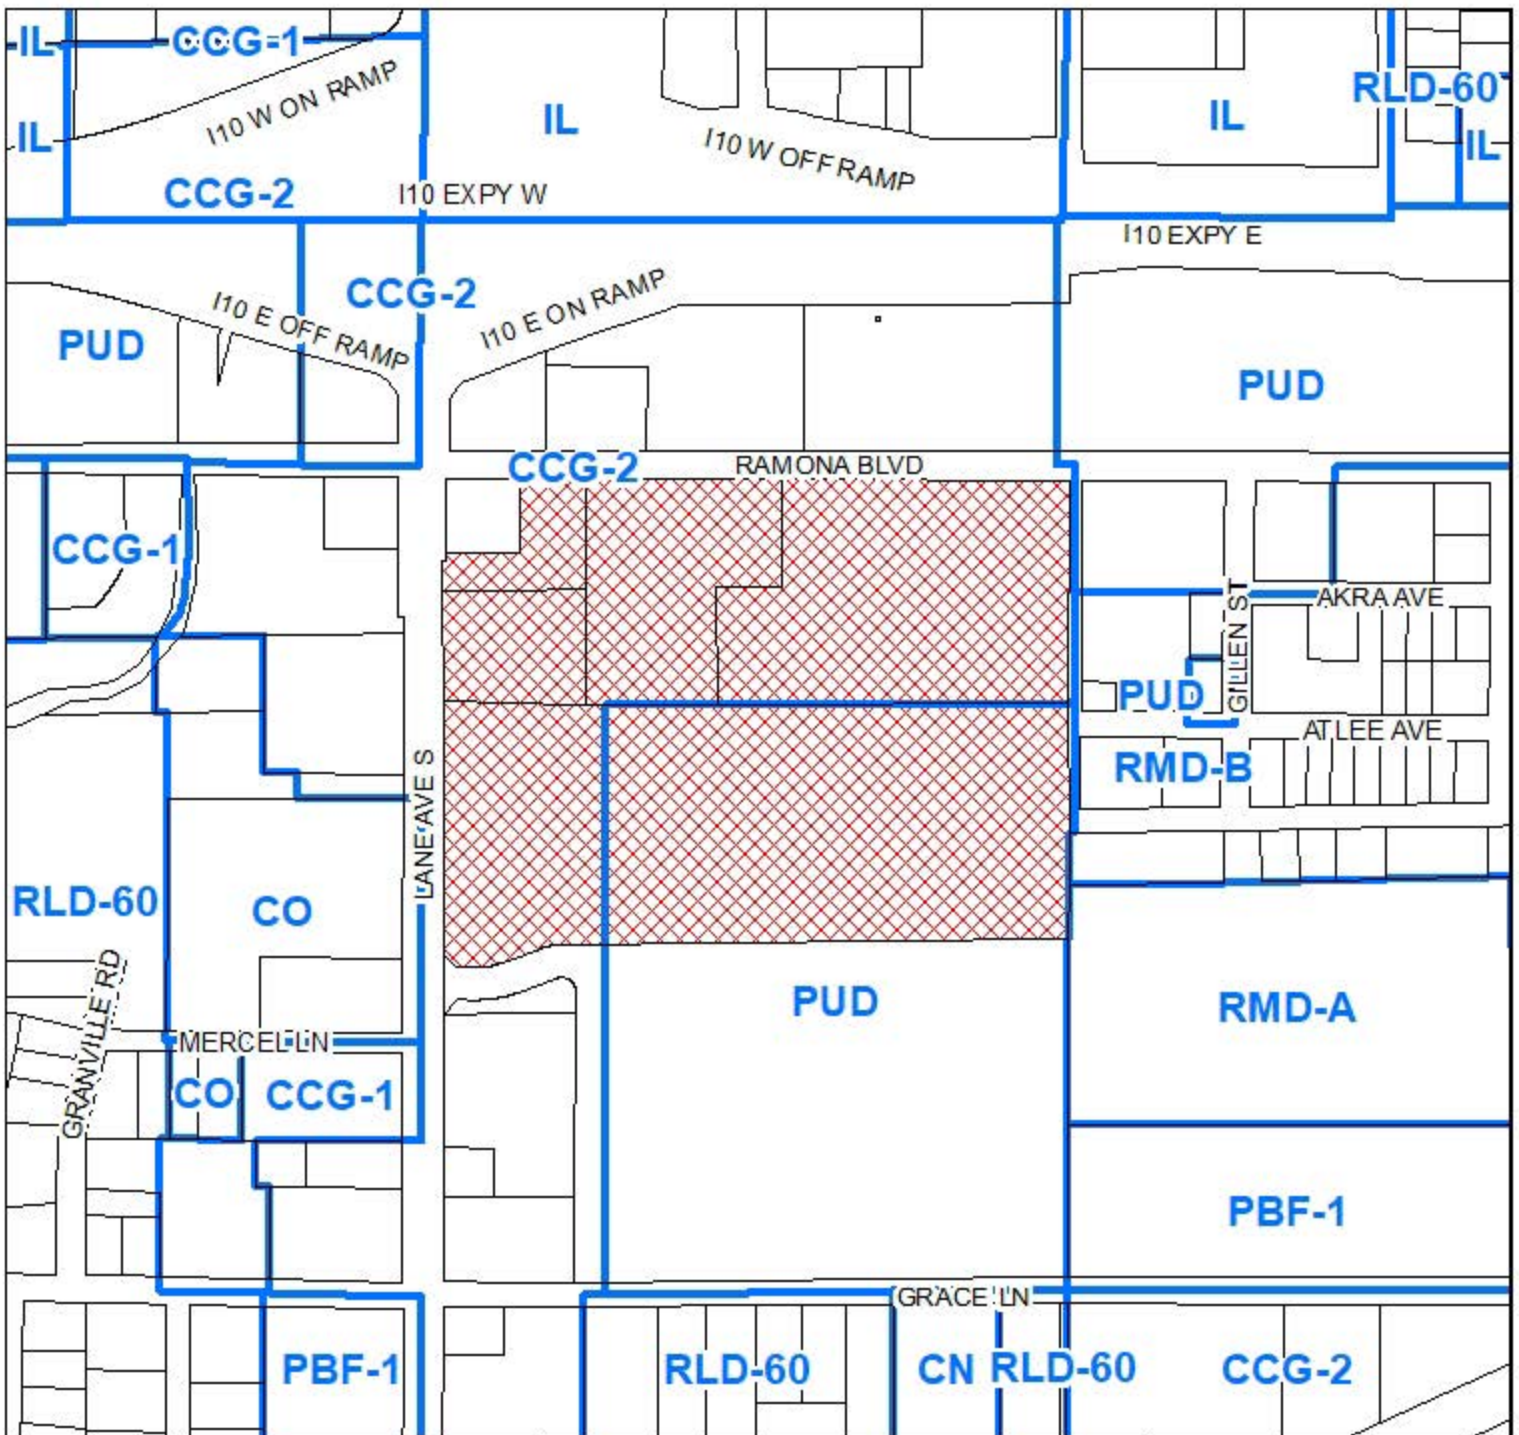 IL
CCG-1
I10 W ON RAMP
IL
IL
I10 W OFF RAMP
IL
RLD-60
IL
CCG-2
I10 EXPY W
I10 EXPY E
PUD
I10 E OFF RAMP
CCG-2
I10 E ON RAMP
PUD
CCG-2
RAMONA BLVD
CCG-1
GILLEN ST
AKRA AVE
PUD
ATLEE AVE
RMD-B
LANE AVE S
RLD-60
CO
GRANVILLE RD
PUD
RMD-A
MERCEL LN
CO
CCG-1
PBF-1
GRACE LN
PBF-1
RLD-60
CN
RLD-60
CCG-2